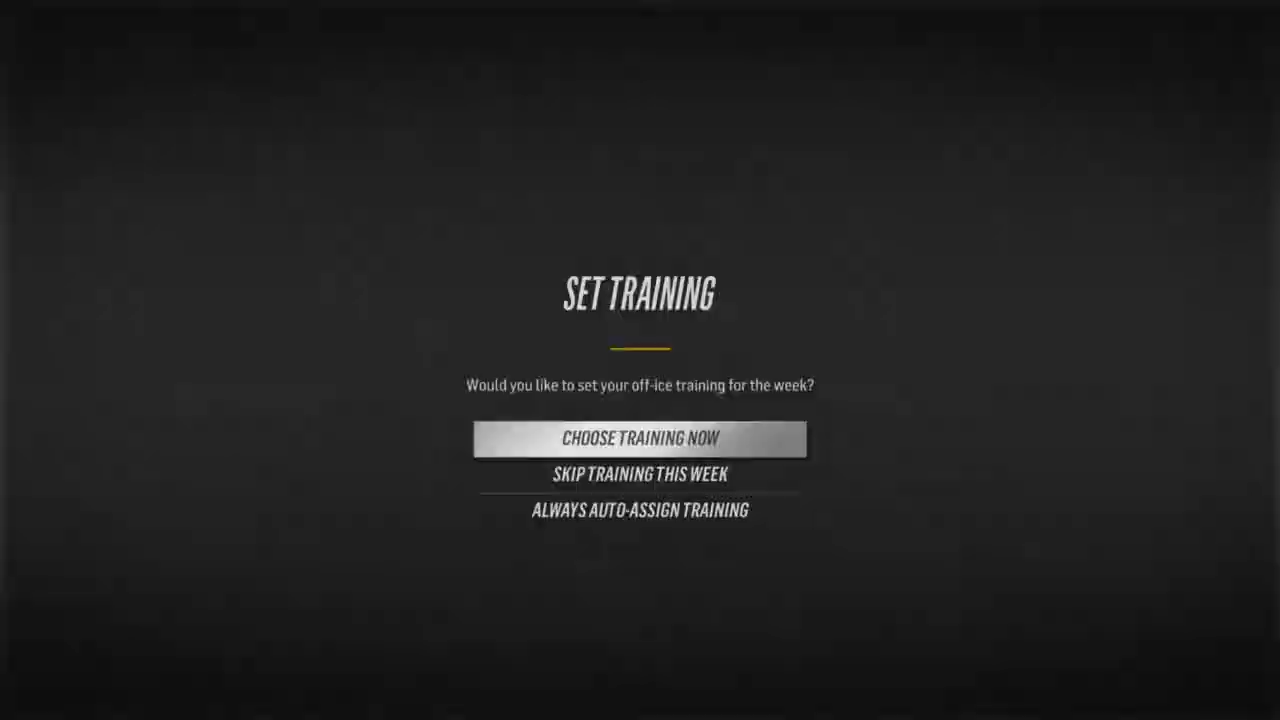 SET TRAINING
Would you like to set your off-ice training for the week?
CHOOSE TRAINING NOW
SKIP TRAINING THIS WEEK
ALWAYS AUTO-ASSIGN TRAINING